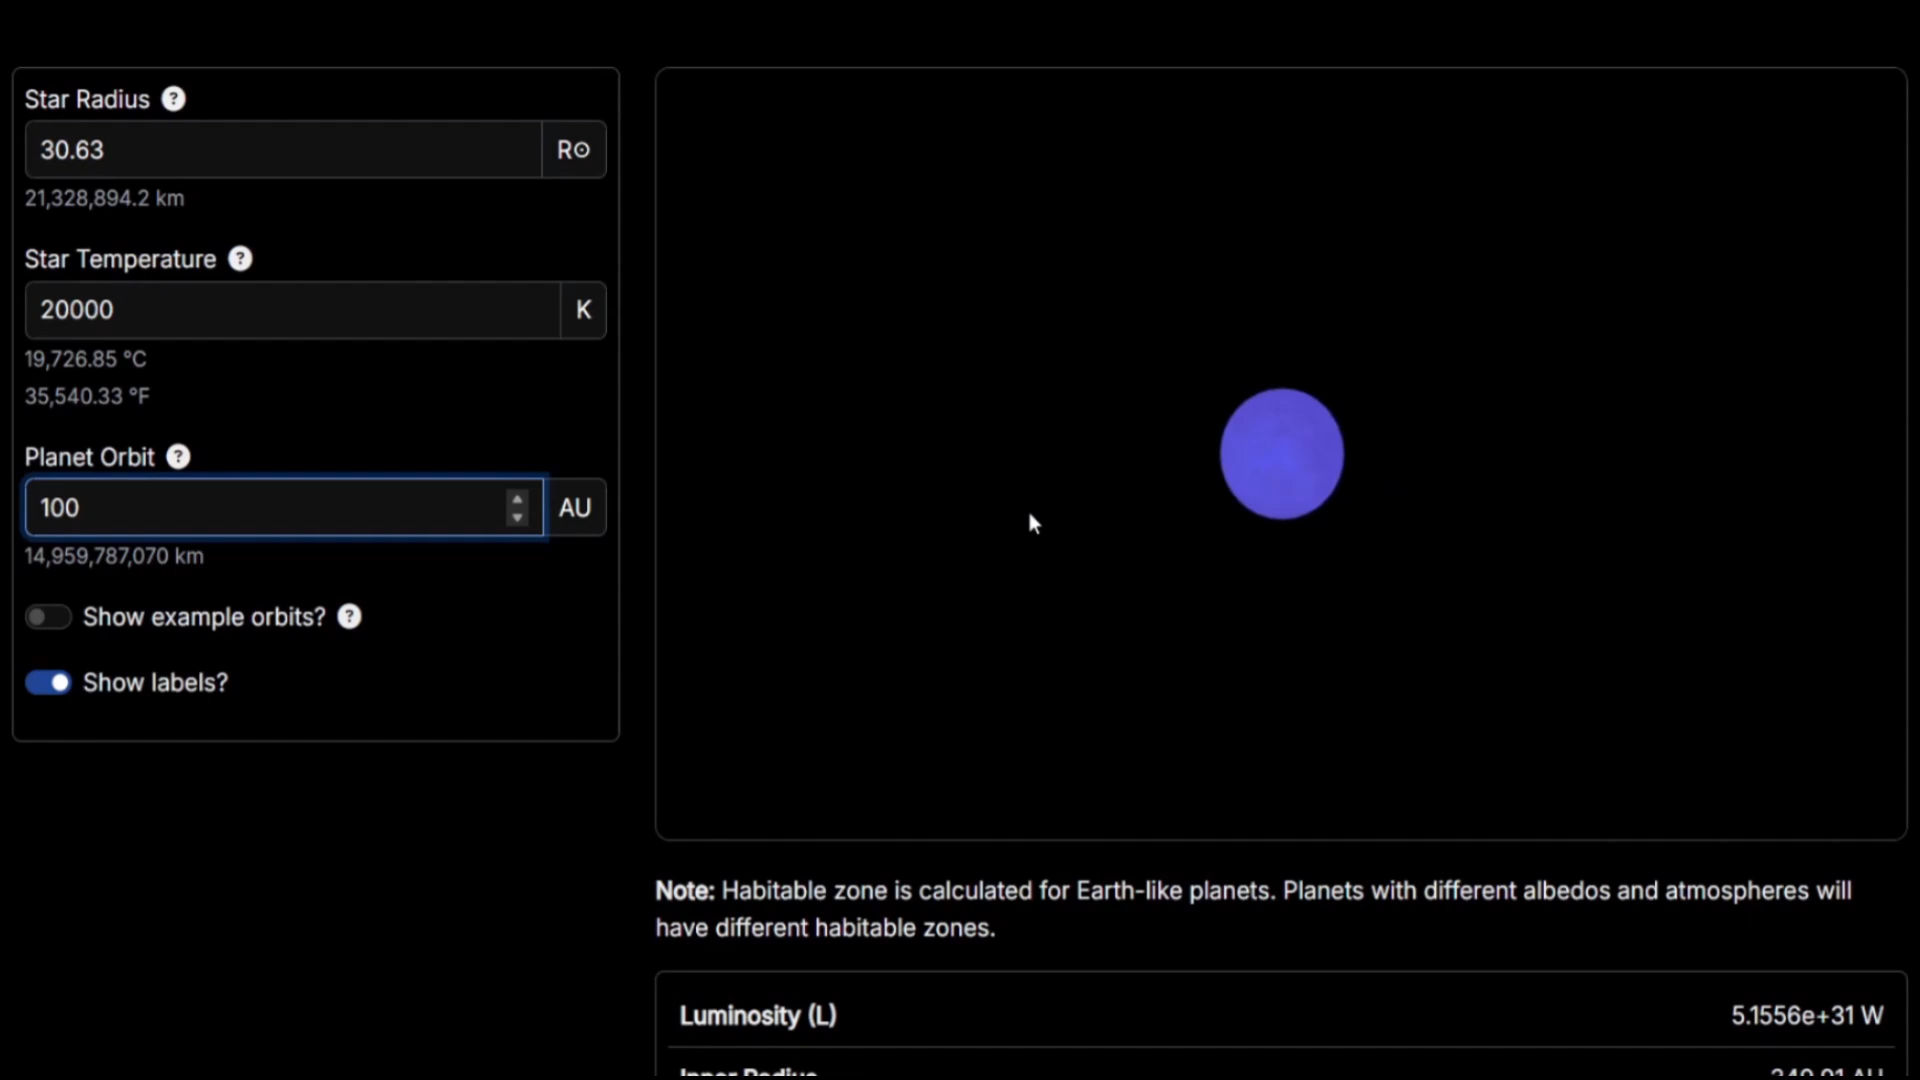 Star Radius ?
30.63 R⊙
21,328,894.2 km
Star Temperature ?
20000 K
19,726.85 °C
35,540.33 °F
Planet Orbit ?
100 AU
14,959,787,070 km
Show example orbits? ?
Show labels?
Note: Habitable zone is calculated for Earth-like planets. Planets with different albedos and atmospheres will
have different habitable zones.
Luminosity (L) 5.1556e+31 W
Inner Radius